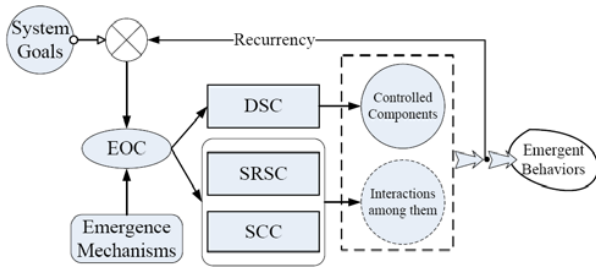 System
Goals
Recurrency
DSC
Controlled
Components
EOC
Emergent
Behaviors
SRSC
Interactions
among them
SCC
Emergence
Mechanisms